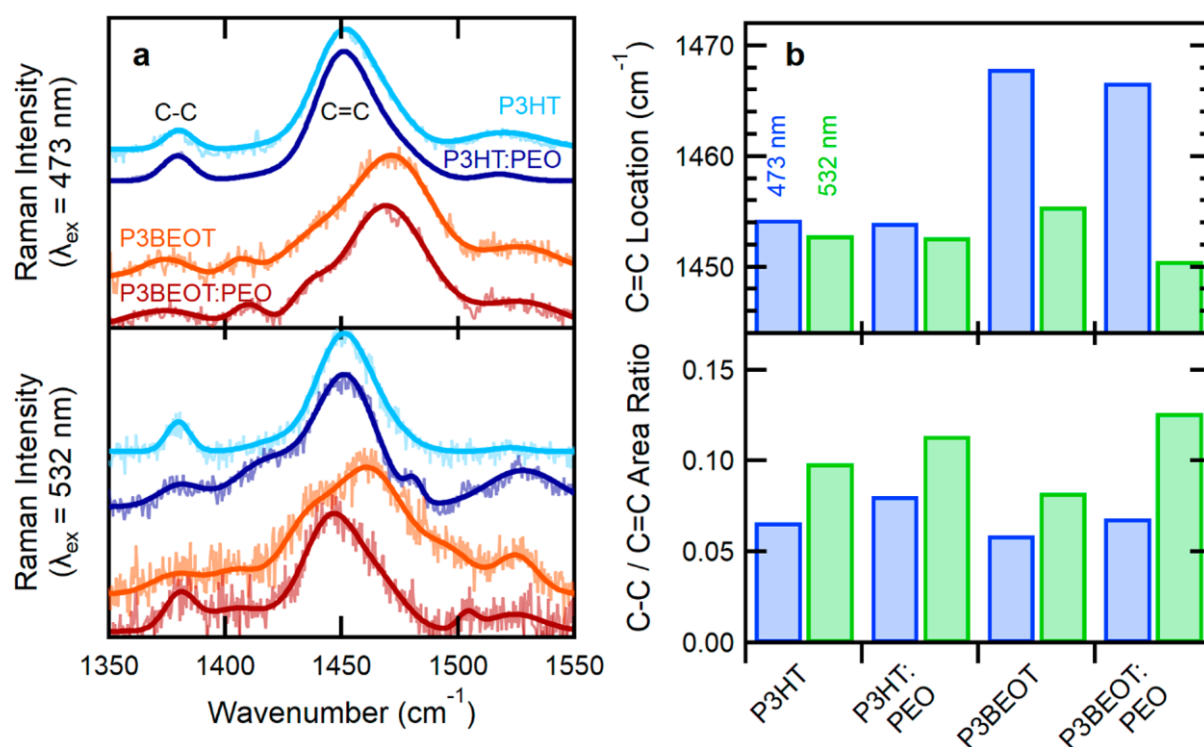 a
Raman Intensity
(λex = 473 nm)
C-C
C=C
P3HT
P3HT:PEO
P3BEOT
P3BEOT:PEO
Raman Intensity
(λex = 532 nm)
1350
1400
1450
1500
1550
Wavenumber (cm⁻¹)
b
C=C Location (cm⁻¹)
1470
1460
1450
473 nm
532 nm
C-C / C=C Area Ratio
0.15
0.10
0.05
0.00
P3HT
P3HT:
PEO
P3BEOT
P3BEOT:
PEO